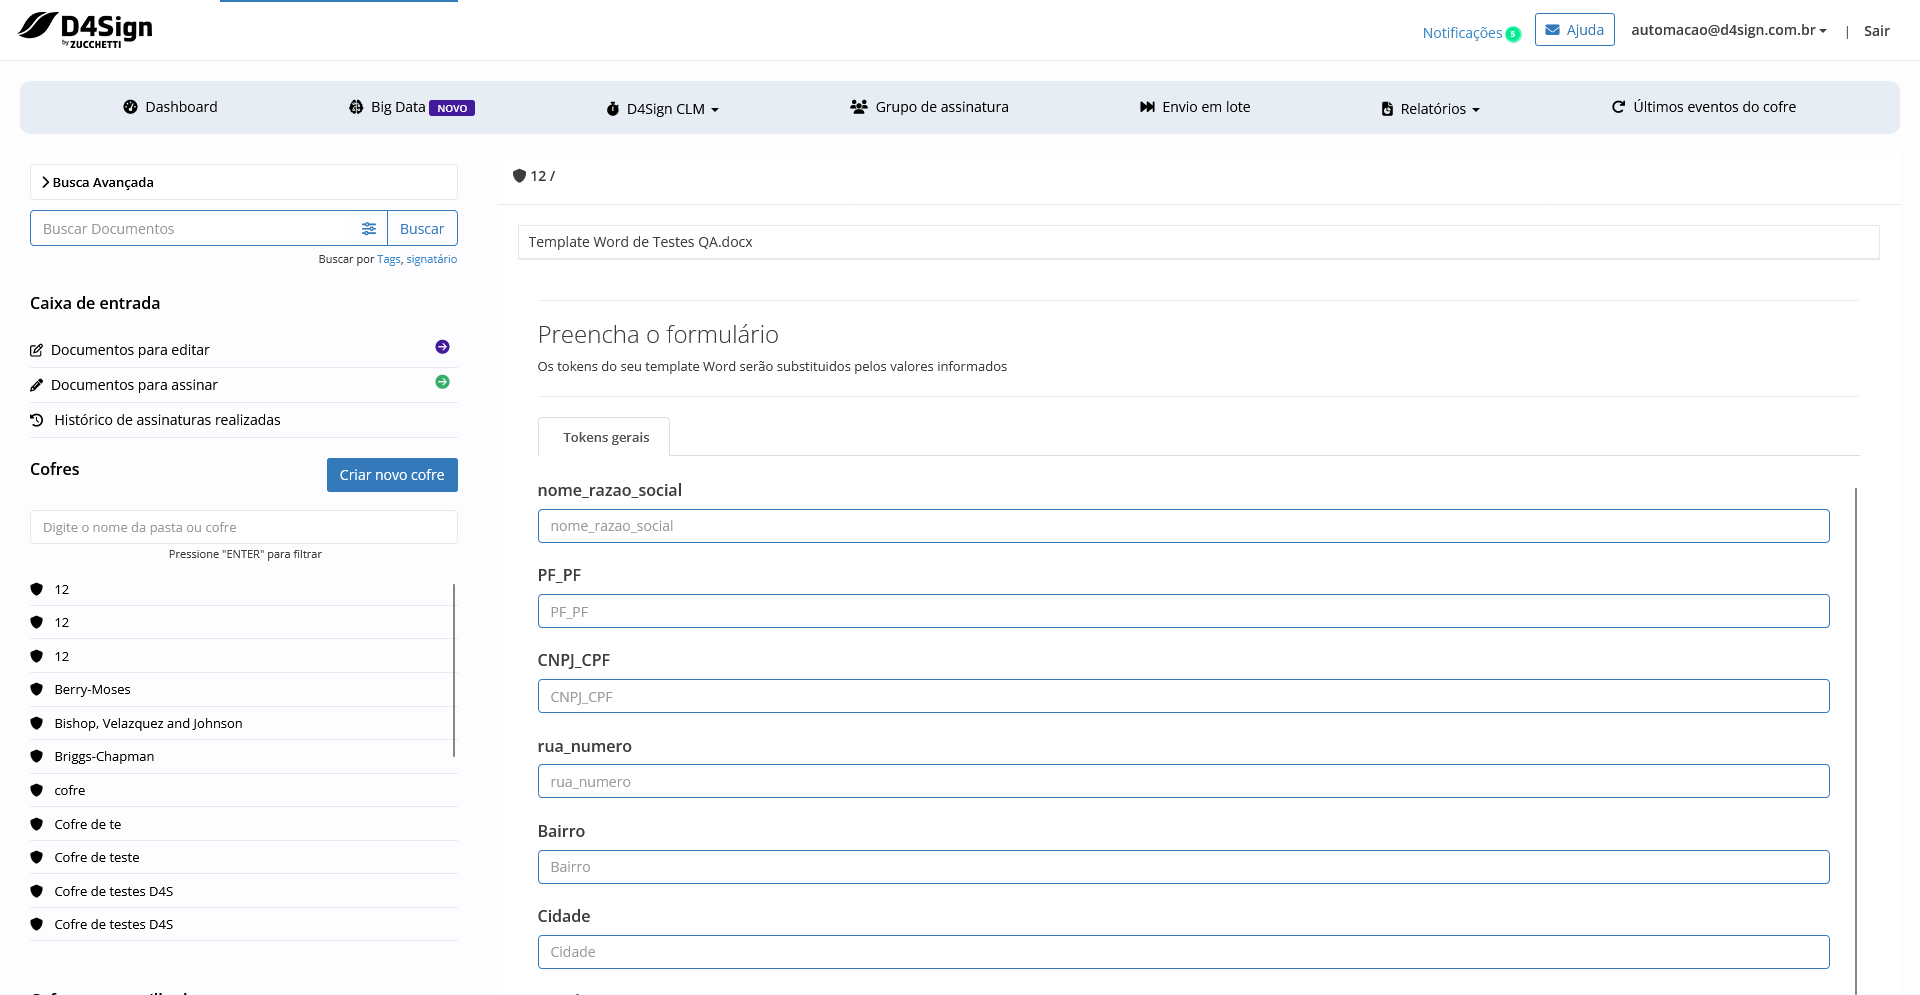 D4Sign
by ZUCCHETTI
Notificações 5
Ajuda
automacao@d4sign.com.br
|
Sair
Dashboard
Big Data NOVO
D4Sign CLM
Grupo de assinatura
Envio em lote
Relatórios
Últimos eventos do cofre
Busca Avançada
Buscar Documentos
Buscar
Buscar por Tags, signatário
Caixa de entrada
Documentos para editar
Documentos para assinar
Histórico de assinaturas realizadas
Cofres
Criar novo cofre
Digite o nome da pasta ou cofre
Pressione "ENTER" para filtrar
12
12
12
Berry-Moses
Bishop, Velazquez and Johnson
Briggs-Chapman
cofre
Cofre de te
Cofre de teste
Cofre de testes D4S
Cofre de testes D4S
12 /
Template Word de Testes QA.docx
Preencha o formulário
Os tokens do seu template Word serão substituidos pelos valores informados
Tokens gerais
nome_razao_social
nome_razao_social
PF_PF
PF_PF
CNPJ_CPF
CNPJ_CPF
rua_numero
rua_numero
Bairro
Bairro
Cidade
Cidade